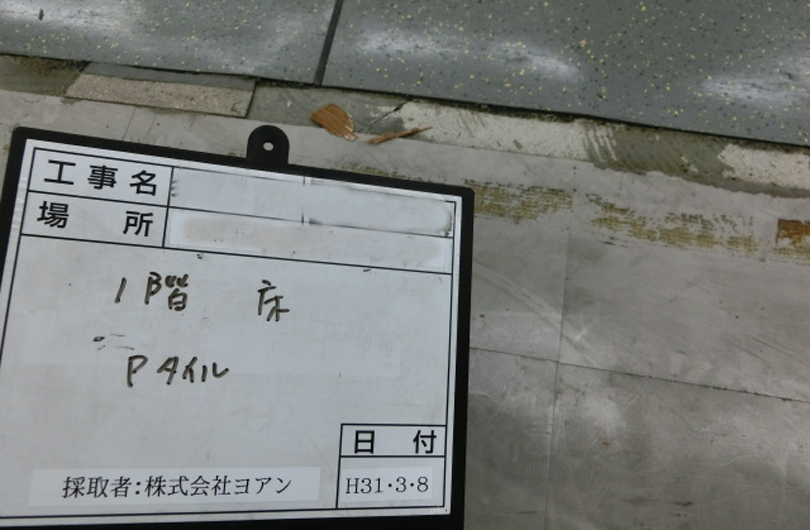 工事名
場所
1階 床
Pタイル
日付
採取者:株式会社ヨアン
H31・3・8